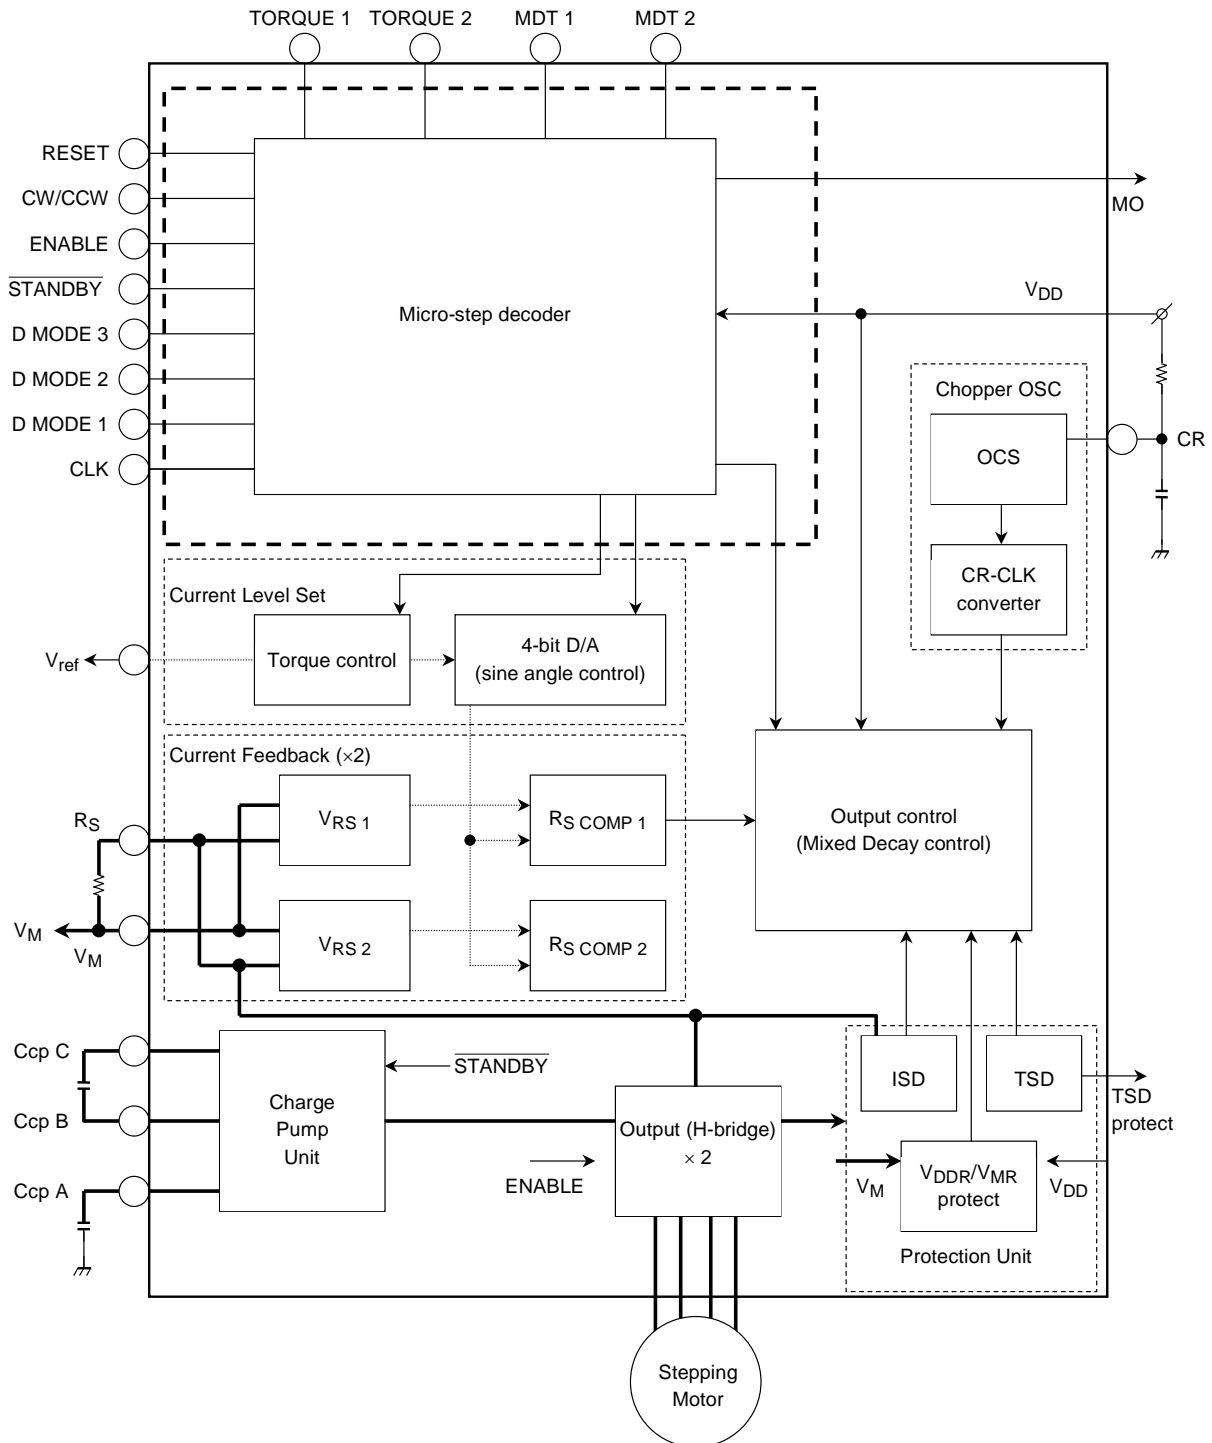 TORQUE 1 TORQUE 2 MDT 1 MDT 2
RESET
CW/CCW
ENABLE
STANDBY
D MODE 3
D MODE 2
D MODE 1
CLK
Micro-step decoder
MO
VDD
Chopper OSC
OCS
CR
CR-CLK
converter
Current Level Set
Torque control
4-bit D/A
(sine angle control)
Vref
Current Feedback (×2)
VRS 1
RS COMP 1
VRS 2
RS COMP 2
RS
VM
VM
Output control
(Mixed Decay control)
Ccp C
Ccp B
Ccp A
Charge
Pump
Unit
STANDBY
Output (H-bridge)
× 2
ENABLE
ISD
TSD
TSD
protect
VM
VDDR/VMR
protect
VDD
Protection Unit
Stepping
Motor